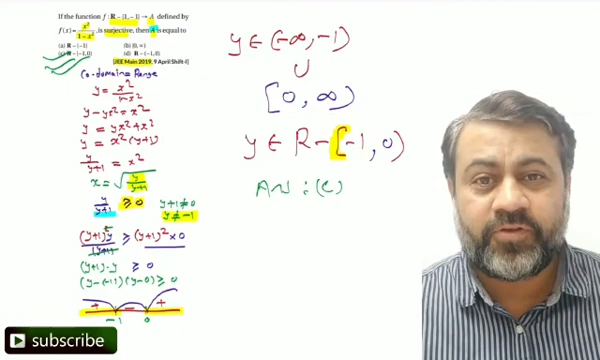 If the function f : R – {1, –1} → A defined by
f(x) = x²/(1 – x²), is surjective, then A is equal to
(a) R – {–1}
(b) [0, ∞)
(c) R – [–1, 0)
(d) R – (–1, 0)
[JEE Main 2019, 9 April Shift-I]
Co-domain = Range
y = x²/(1-x²)
y - yx² = x²
y = yx² + x²
y = x²(y+1)
y/(y+1) = x²
x = √(y/(y+1))
y/(y+1) ≥ 0
y+1 ≠ 0
y ≠ -1
(y+1)² y/(y+1) ≥ (y+1)² × 0
(y+1) · y ≥ 0
(y-(-1))(y-0) ≥ 0
+ - +
-1 0
y ∈ (-∞, -1)
∪
[0, ∞)
y ∈ R - [-1, 0)
Ans : (c)
subscribe